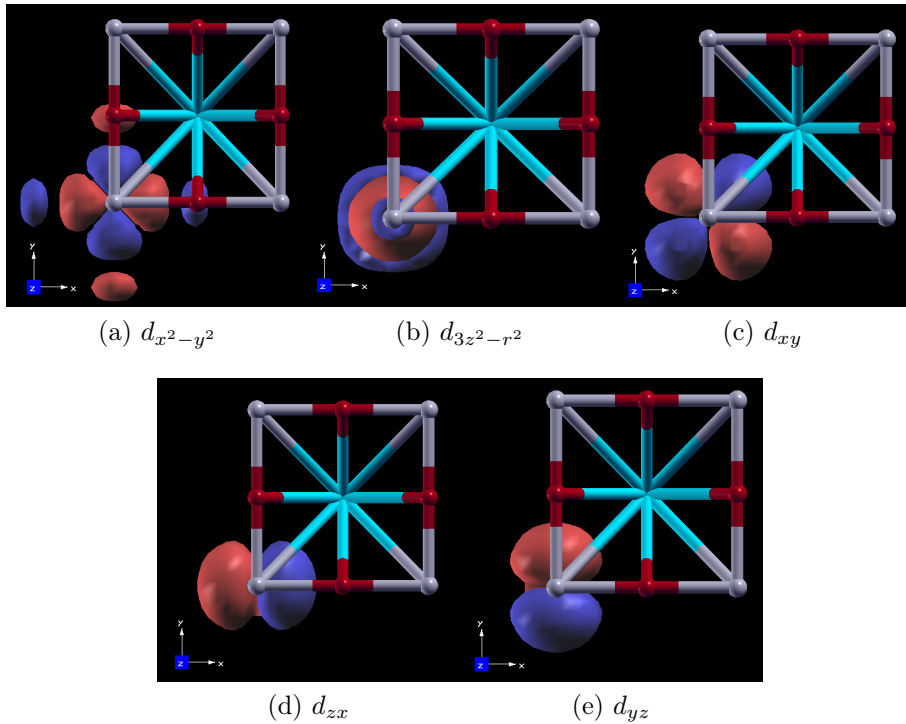 y
z x
y
z x
y
z x
(a) d_{x^2-y^2} (b) d_{3z^2-r^2} (c) d_{xy}
y
z x
y
z x
(d) d_{zx} (e) d_{yz}